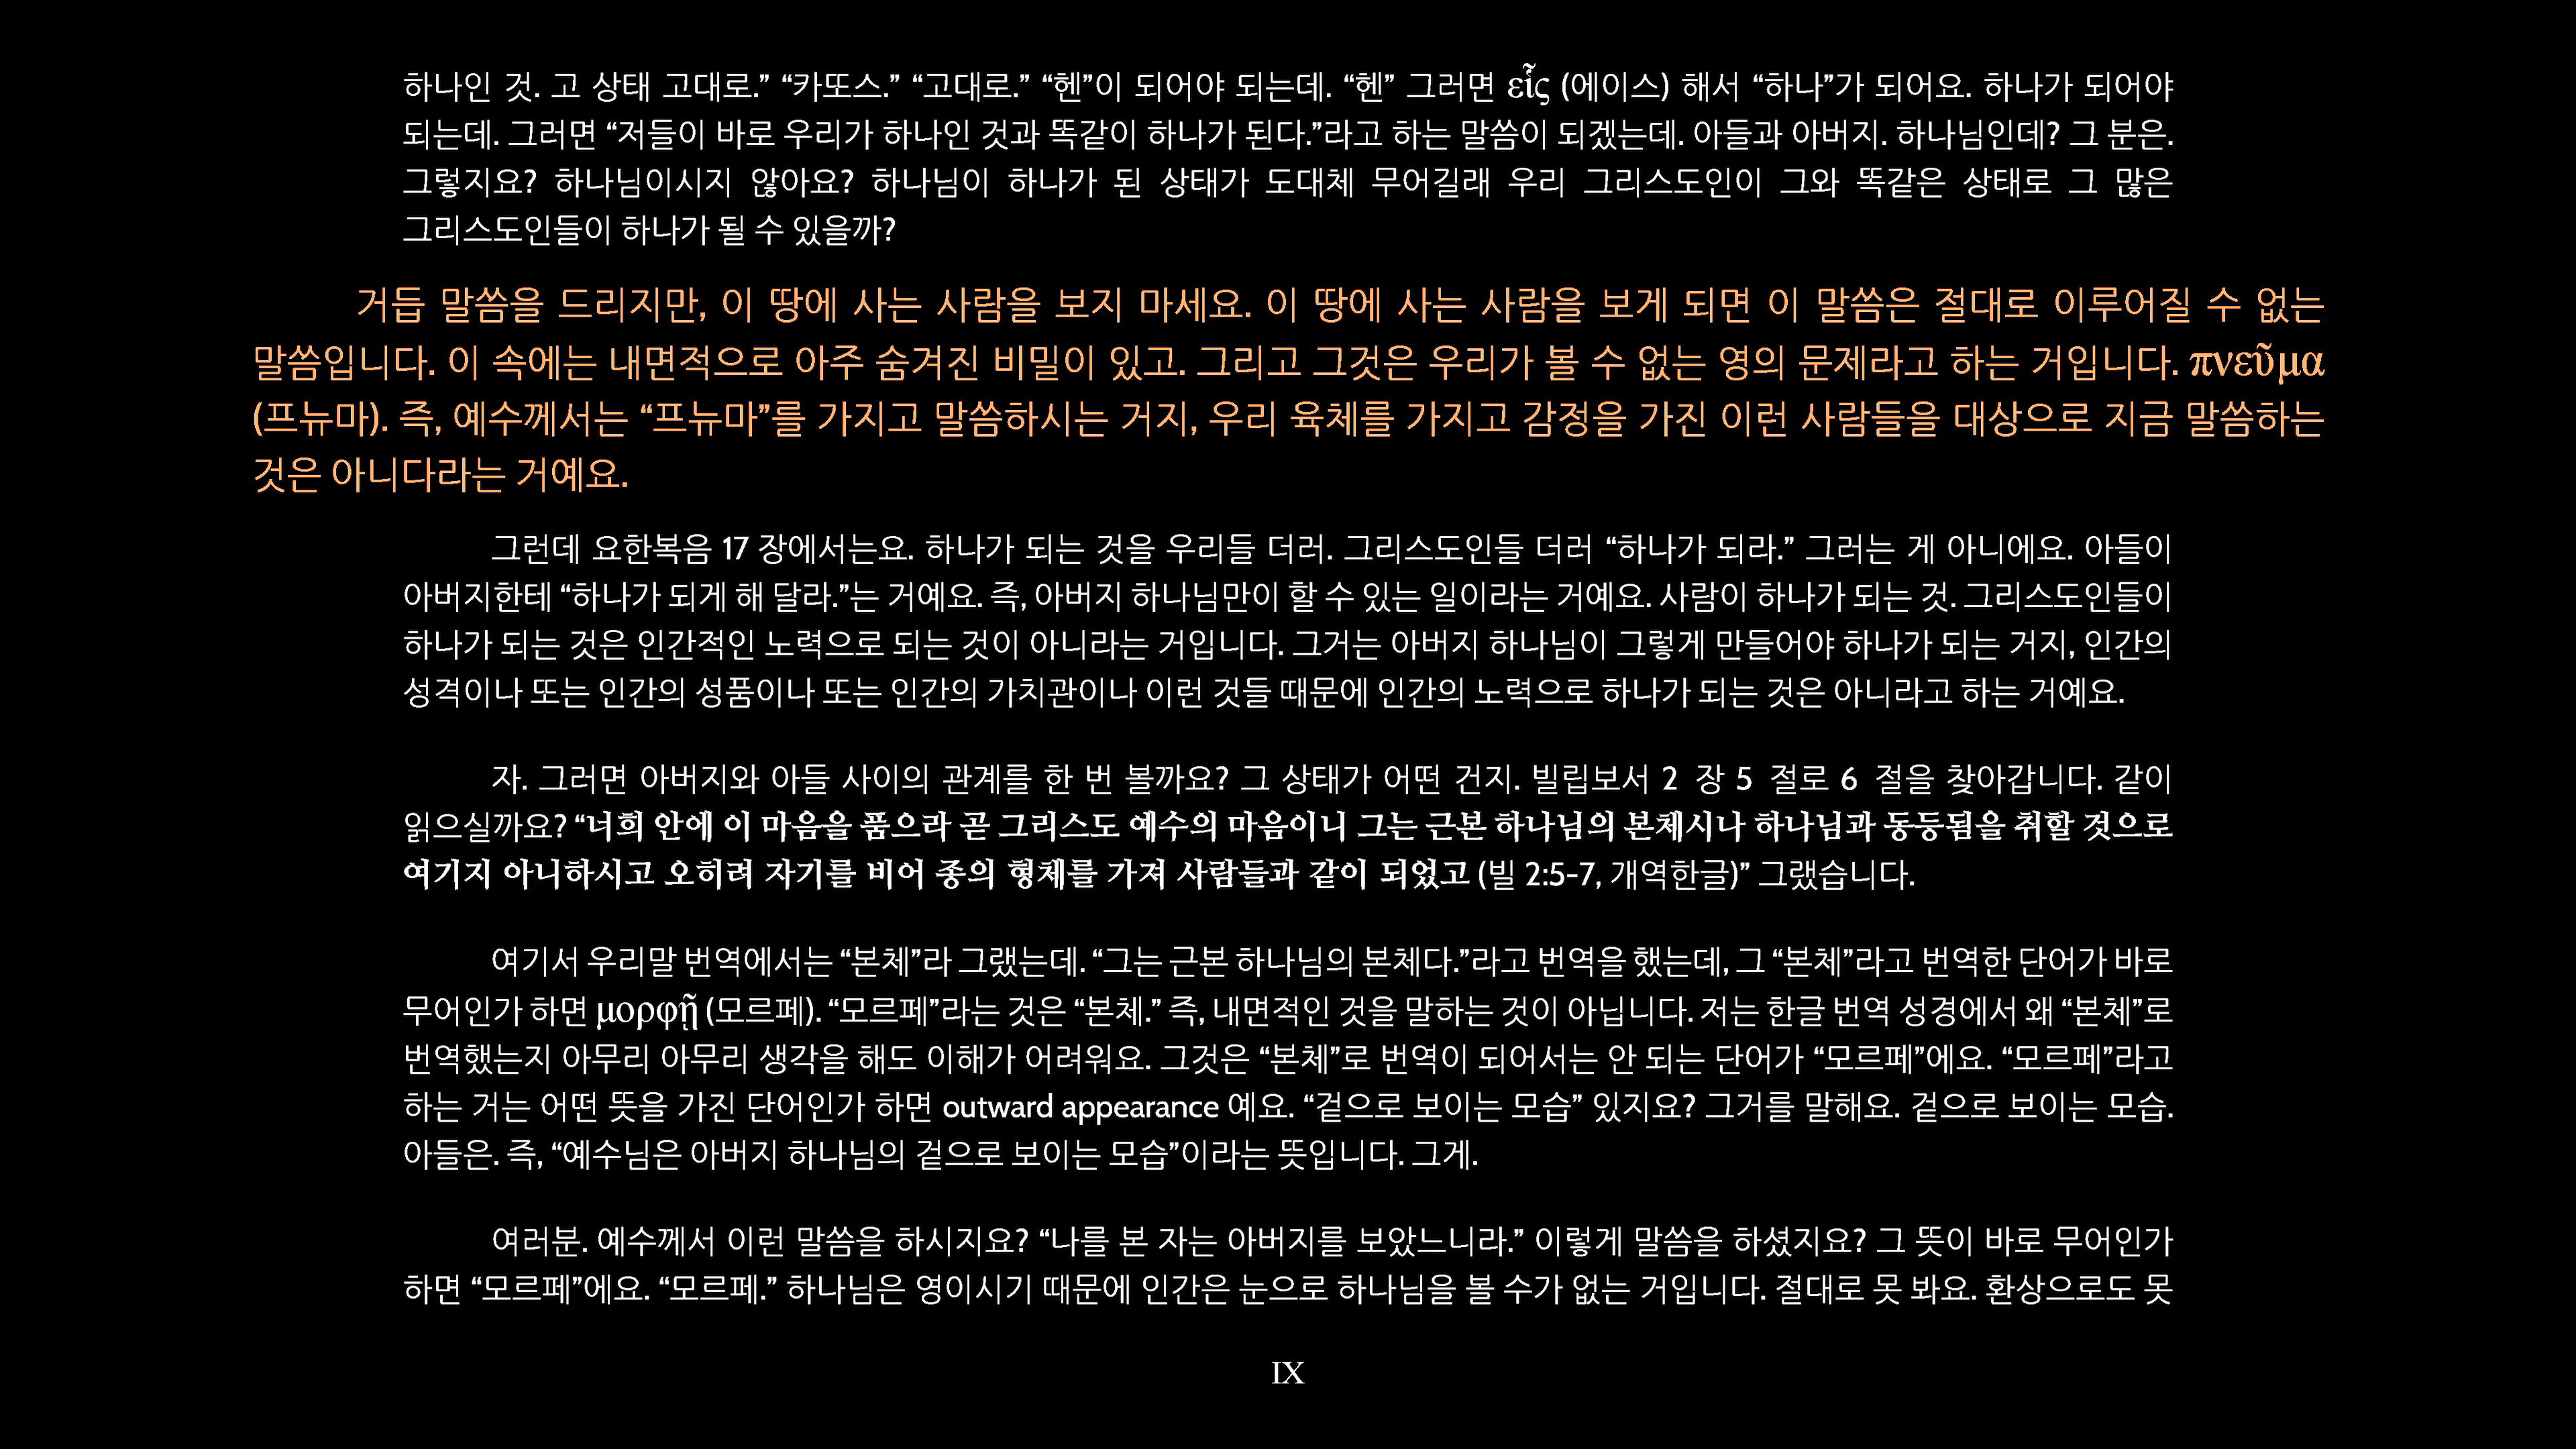 하나인 것. 고 상태 고대로.” “카또스.” “고대로.” “헨”이 되어야 되는데. “헨” 그러면 εἷς (에이스) 해서 “하나”가 되어요. 하나가 되어야
되는데. 그러면 “저들이 바로 우리가 하나인 것과 똑같이 하나가 된다.”라고 하는 말씀이 되겠는데. 아들과 아버지. 하나님인데? 그 분은.
그렇지요? 하나님이시지 않아요? 하나님이 하나가 된 상태가 도대체 무어길래 우리 그리스도인이 그와 똑같은 상태로 그 많은
그리스도인들이 하나가 될 수 있을까?
거듭 말씀을 드리지만, 이 땅에 사는 사람을 보지 마세요. 이 땅에 사는 사람을 보게 되면 이 말씀은 절대로 이루어질 수 없는
말씀입니다. 이 속에는 내면적으로 아주 숨겨진 비밀이 있고. 그리고 그것은 우리가 볼 수 없는 영의 문제라고 하는 거입니다. πνεῦμα
(프뉴마). 즉, 예수께서는 “프뉴마”를 가지고 말씀하시는 거지, 우리 육체를 가지고 감정을 가진 이런 사람들을 대상으로 지금 말씀하는
것은 아니다라는 거예요.
그런데 요한복음 17 장에서는요. 하나가 되는 것을 우리들 더러. 그리스도인들 더러 “하나가 되라.” 그러는 게 아니에요. 아들이
아버지한테 “하나가 되게 해 달라.”는 거예요. 즉, 아버지 하나님만이 할 수 있는 일이라는 거예요. 사람이 하나가 되는 것. 그리스도인들이
하나가 되는 것은 인간적인 노력으로 되는 것이 아니라는 거입니다. 그거는 아버지 하나님이 그렇게 만들어야 하나가 되는 거지, 인간의
성격이나 또는 인간의 성품이나 또는 인간의 가치관이나 이런 것들 때문에 인간의 노력으로 하나가 되는 것은 아니라고 하는 거예요.
자. 그러면 아버지와 아들 사이의 관계를 한 번 볼까요? 그 상태가 어떤 건지. 빌립보서 2 장 5 절로 6 절을 찾아갑니다. 같이
읽으실까요? “너희 안에 이 마음을 품으라 곧 그리스도 예수의 마음이니 그는 근본 하나님의 본체시나 하나님과 동등됨을 취할 것으로
여기지 아니하시고 오히려 자기를 비어 종의 형체를 가져 사람들과 같이 되었고 (빌 2:5-7, 개역한글)” 그랬습니다.
여기서 우리말 번역에서는 “본체”라 그랬는데. “그는 근본 하나님의 본체다.”라고 번역을 했는데, 그 “본체”라고 번역한 단어가 바로
무어인가 하면 μορφῇ (모르페). “모르페”라는 것은 “본체.” 즉, 내면적인 것을 말하는 것이 아닙니다. 저는 한글 번역 성경에서 왜 “본체”로
번역했는지 아무리 아무리 생각을 해도 이해가 어려워요. 그것은 “본체”로 번역이 되어서는 안 되는 단어가 “모르페”에요. “모르페”라고
하는 거는 어떤 뜻을 가진 단어인가 하면 outward appearance 예요. “겉으로 보이는 모습” 있지요? 그거를 말해요. 겉으로 보이는 모습.
아들은. 즉, “예수님은 아버지 하나님의 겉으로 보이는 모습”이라는 뜻입니다. 그게.
여러분. 예수께서 이런 말씀을 하시지요? “나를 본 자는 아버지를 보았느니라.” 이렇게 말씀을 하셨지요? 그 뜻이 바로 무어인가
하면 “모르페”에요. “모르페.” 하나님은 영이시기 때문에 인간은 눈으로 하나님을 볼 수가 없는 거입니다. 절대로 못 봐요. 환상으로도 못
IX